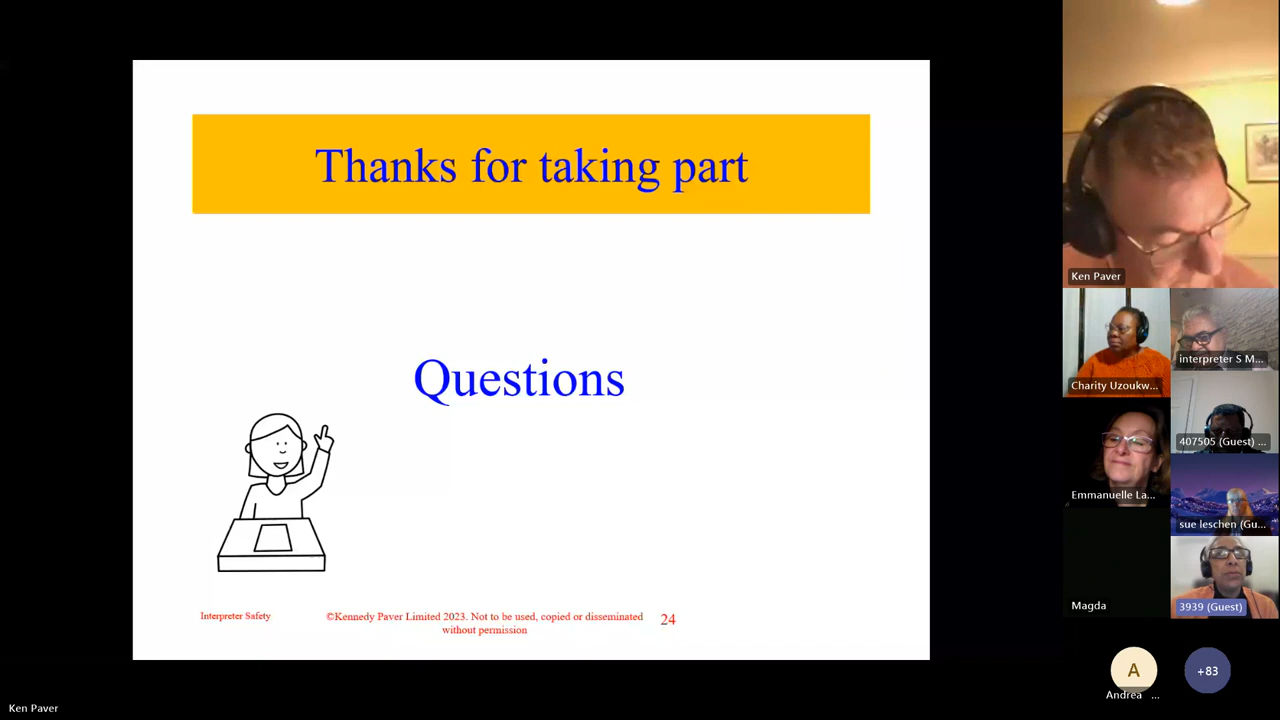 Thanks for taking part
Questions
Interpreter Safety
©Kennedy Paver Limited 2023. Not to be used, copied or disseminated
without permission
24
Ken Paver
Charity Uzoukw...
interpreter S M...
407505 (Guest) ...
Emmanuelle La...
sue leschen (Gu...
Magda
3939 (Guest)
A
Andrea ...
+83
Ken Paver